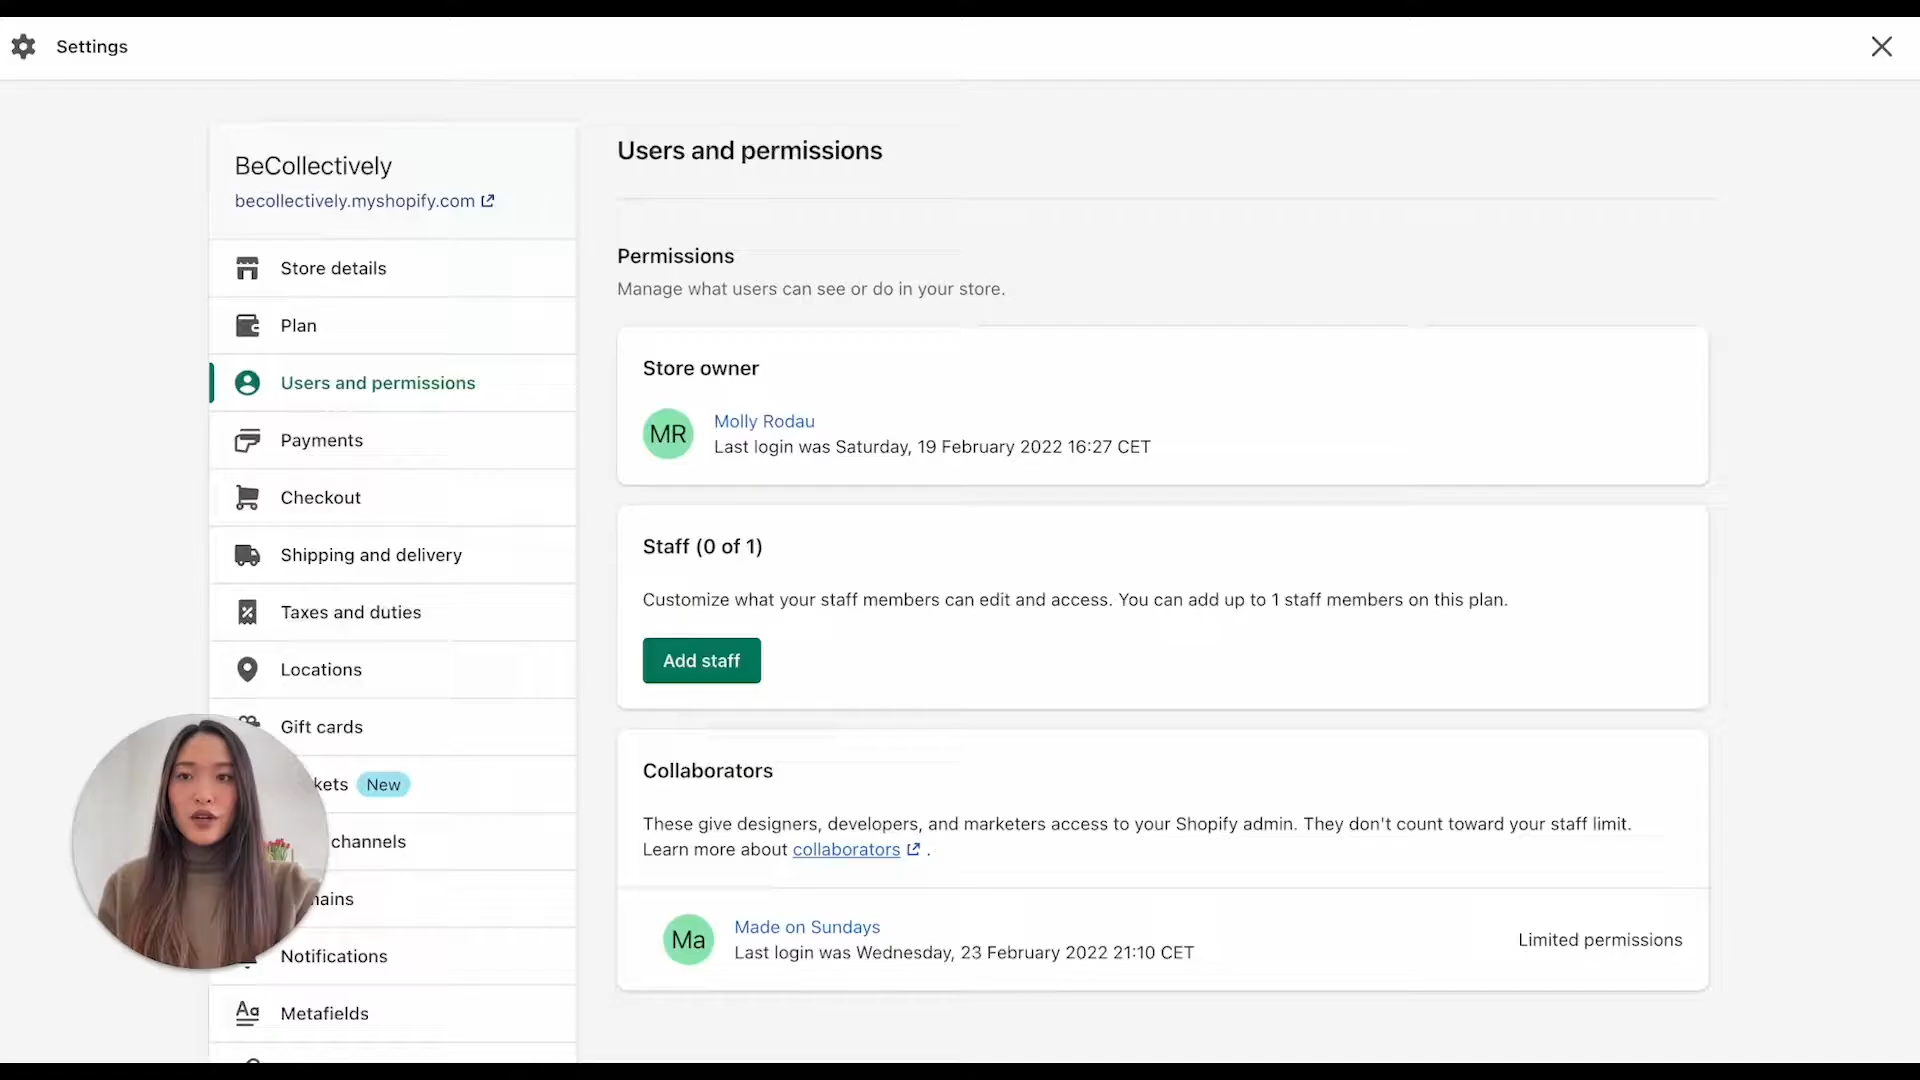 Settings
BeCollectively
becollectively.myshopify.com
Store details
Plan
Users and permissions
Payments
Checkout
Shipping and delivery
Taxes and duties
Locations
Gift cards
kets New
channels
ains
Notifications
Aa Metafields
Users and permissions
Permissions
Manage what users can see or do in your store.
Store owner
MR
Molly Rodau
Last login was Saturday, 19 February 2022 16:27 CET
Staff (0 of 1)
Customize what your staff members can edit and access. You can add up to 1 staff members on this plan.
Add staff
Collaborators
These give designers, developers, and marketers access to your Shopify admin. They don't count toward your staff limit.
Learn more about collaborators .
Ma
Made on Sundays
Last login was Wednesday, 23 February 2022 21:10 CET
Limited permissions